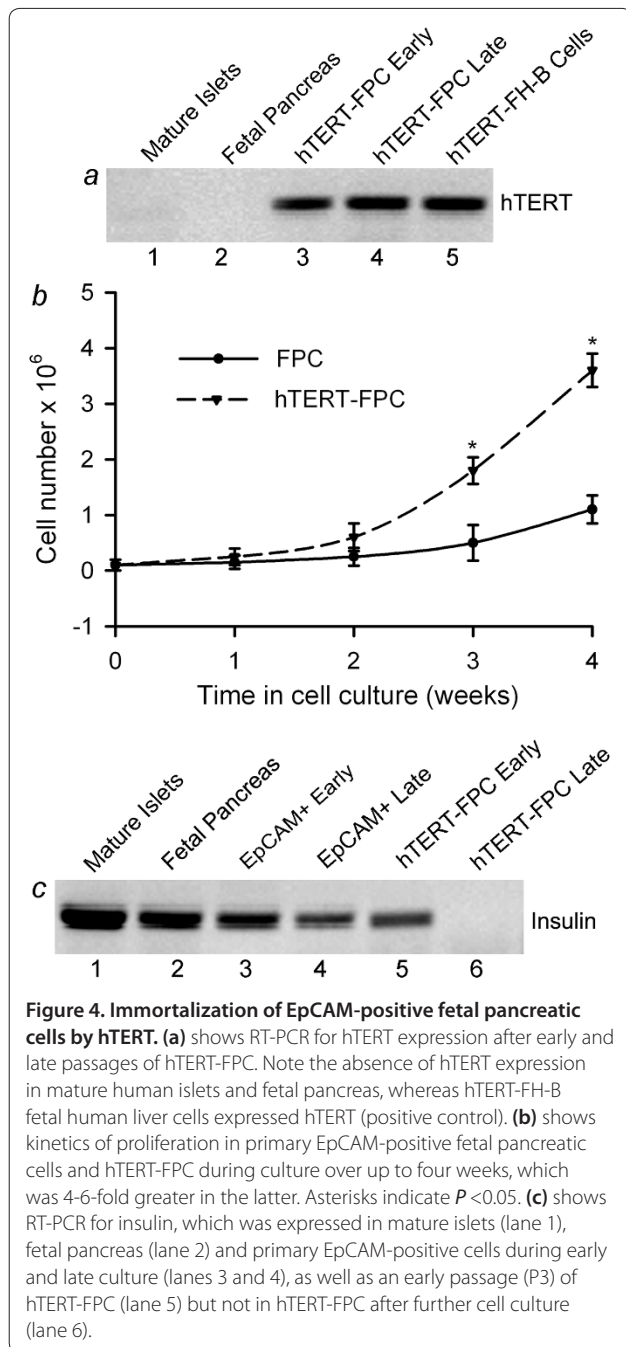 Mature Islets
Fetal Pancreas
hTERT-FPC Early
hTERT-FPC Late
hTERT-FH-B Cells
a
hTERT
1 2 3 4 5
b
5
4
3
2
1
0
-1
Cell number x 10⁶
FPC
hTERT-FPC
*
*
0 1 2 3 4
Time in cell culture (weeks)
Mature Islets
Fetal Pancreas
EpCAM+ Early
EpCAM+ Late
hTERT-FPC Early
hTERT-FPC Late
c
Insulin
1 2 3 4 5 6
Figure 4. Immortalization of EpCAM-positive fetal pancreatic
cells by hTERT. (a) shows RT-PCR for hTERT expression after early and
late passages of hTERT-FPC. Note the absence of hTERT expression
in mature human islets and fetal pancreas, whereas hTERT-FH-B
fetal human liver cells expressed hTERT (positive control). (b) shows
kinetics of proliferation in primary EpCAM-positive fetal pancreatic
cells and hTERT-FPC during culture over up to four weeks, which
was 4-6-fold greater in the latter. Asterisks indicate P <0.05. (c) shows
RT-PCR for insulin, which was expressed in mature islets (lane 1),
fetal pancreas (lane 2) and primary EpCAM-positive cells during early
and late culture (lanes 3 and 4), as well as an early passage (P3) of
hTERT-FPC (lane 5) but not in hTERT-FPC after further cell culture
(lane 6).